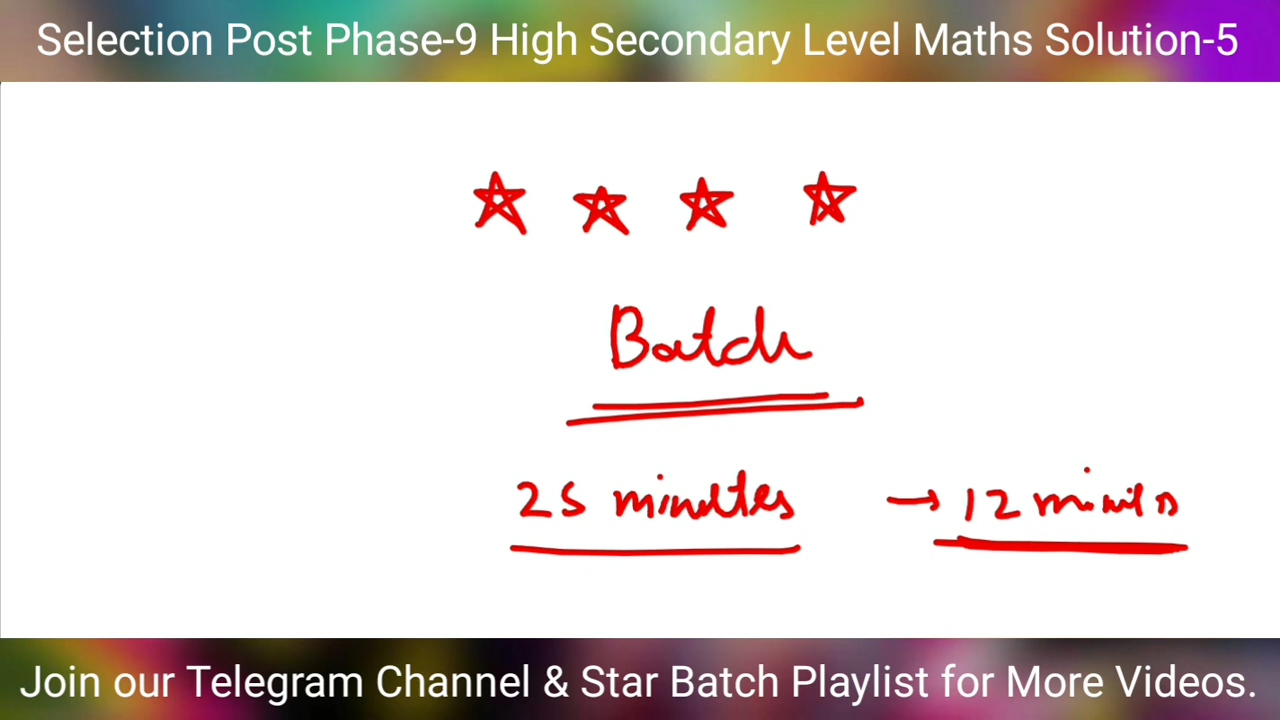 Selection Post Phase-9 High Secondary Level Maths Solution-5
Batch
25 minutes → 12 minits
Join our Telegram Channel & Star Batch Playlist for More Videos.